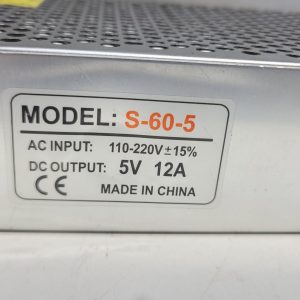 MODEL: S-60-5
AC INPUT: 110-220V±15%
DC OUTPUT: 5V 12A
CE MADE IN CHINA